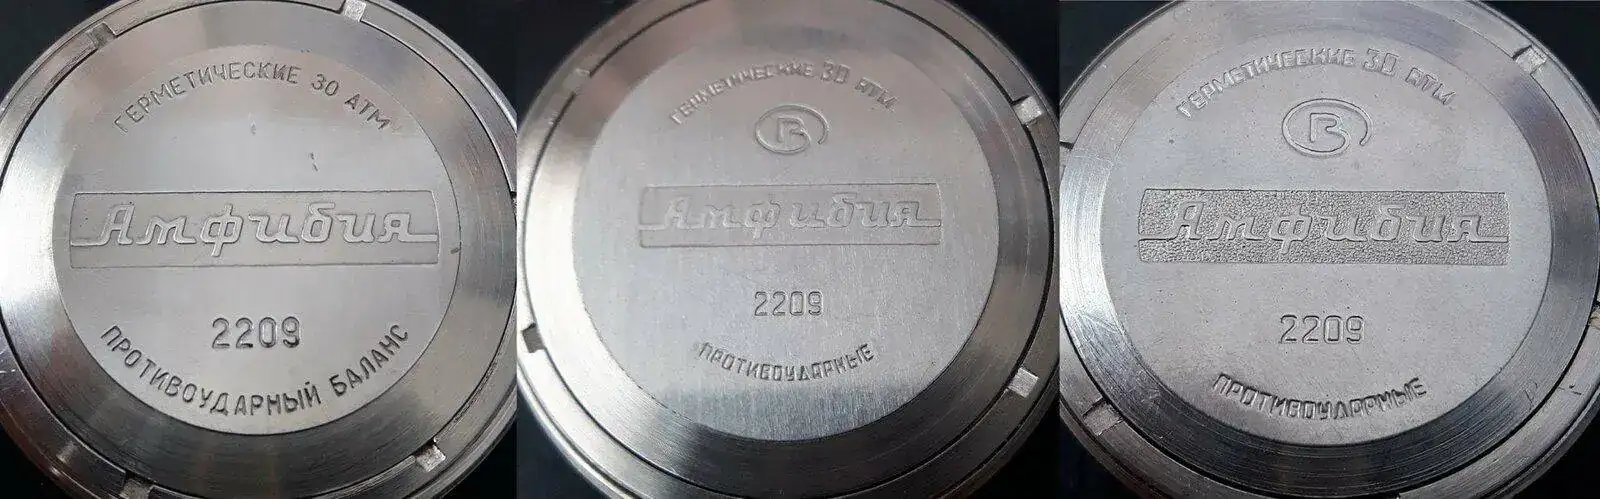 ГЕРМЕТИЧЕСКИЕ 30 АТМ
Амфибия
2209
ПРОТИВОУДАРНЫЙ БАЛАНС
ГЕРМЕТИЧЕСКИЕ 30 АТМ
В
Амфибия
2209
ПРОТИВОУДАРНЫЕ
ГЕРМЕТИЧЕСКИЕ 30 АТМ
В
Амфибия
2209
ПРОТИВОУДАРНЫЕ